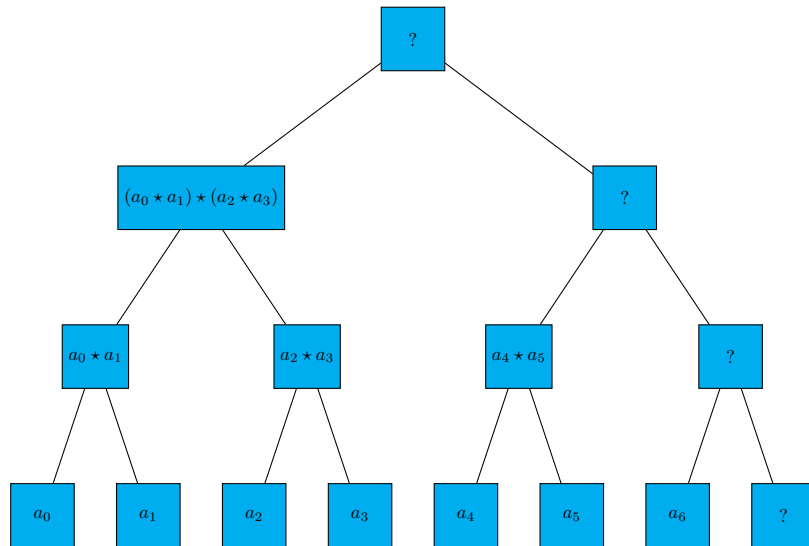 ?
(a₀ ⋆ a₁) ⋆ (a₂ ⋆ a₃)
?
a₀ ⋆ a₁
a₂ ⋆ a₃
a₄ ⋆ a₅
?
a₀
a₁
a₂
a₃
a₄
a₅
a₆
?